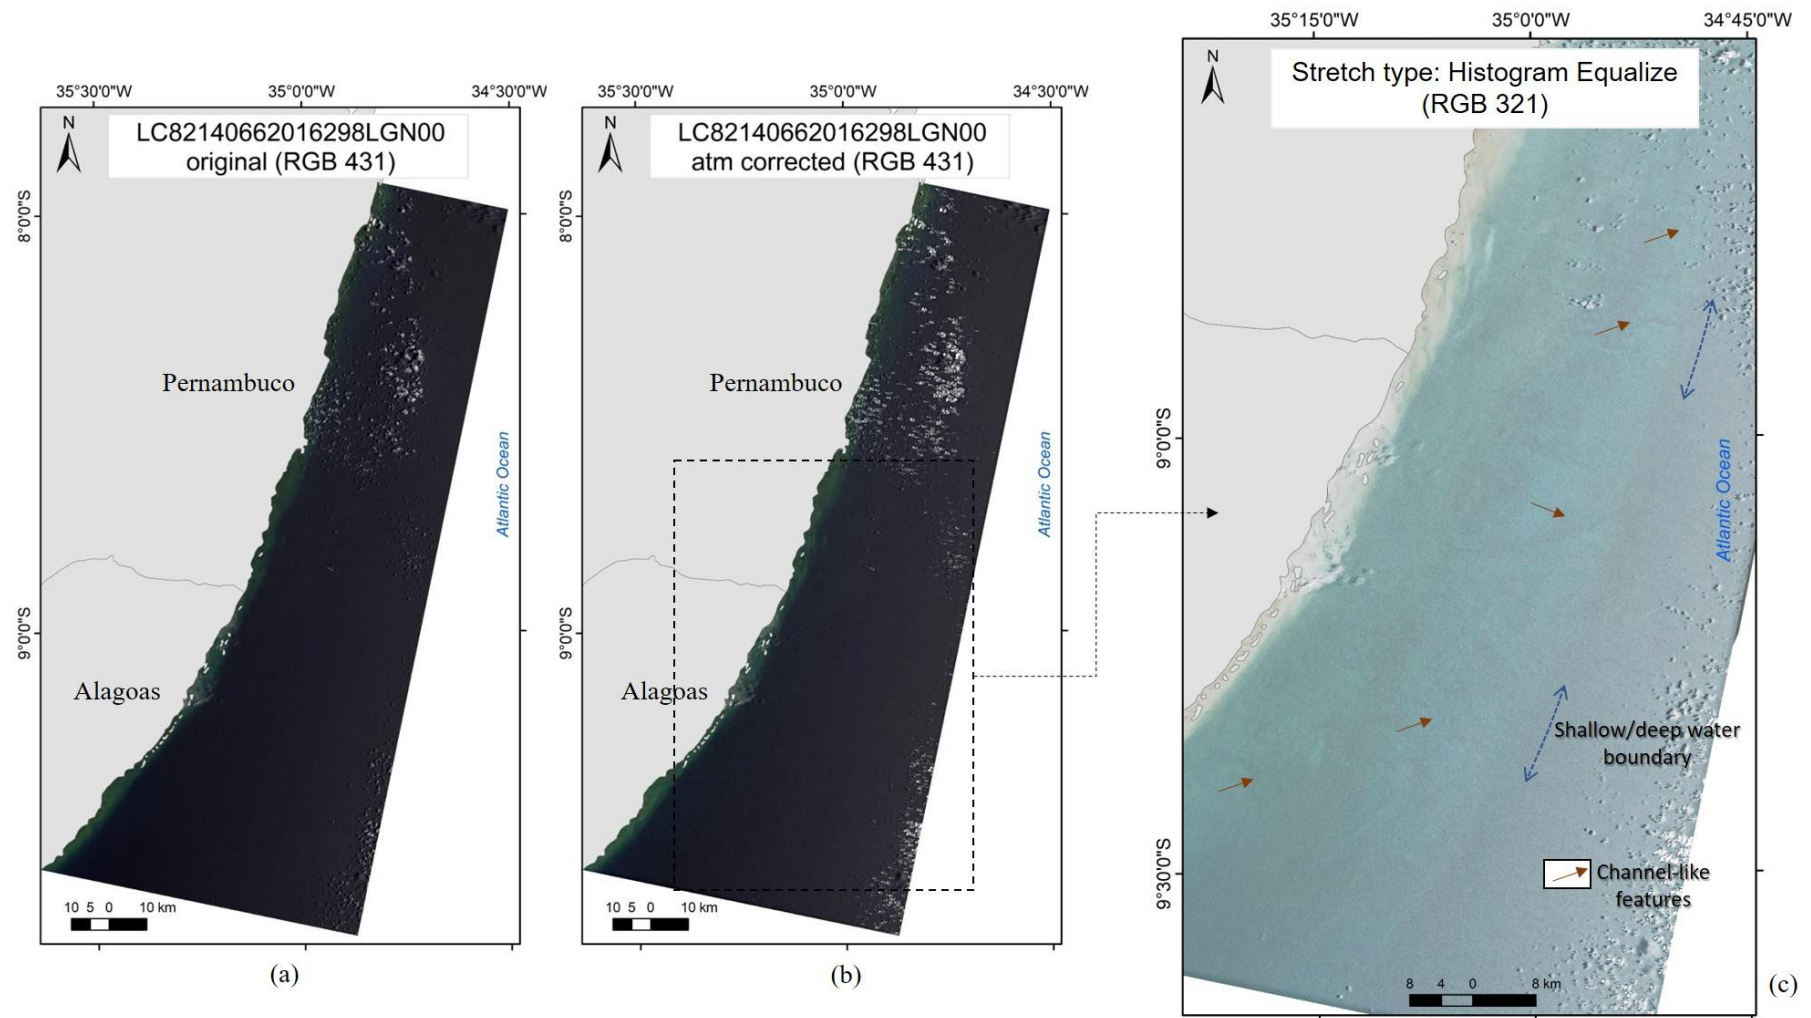 35°30'0"W 35°0'0"W 34°30'0"W
N
LC82140662016298LGN00
original (RGB 431)
8°0'0"S
Pernambuco
Atlantic Ocean
9°0'0"S
Alagoas
10 5 0 10 km
(a)
35°30'0"W 35°0'0"W 34°30'0"W
N
LC82140662016298LGN00
atm corrected (RGB 431)
8°0'0"S
Pernambuco
Atlantic Ocean
9°0'0"S
Alagoas
10 5 0 10 km
(b)
35°15'0"W 35°0'0"W 34°45'0"W
N
Stretch type: Histogram Equalize
(RGB 321)
9°0'0"S
Atlantic Ocean
Shallow/deep water
boundary
9°30'0"S
Channel-like
features
8 4 0 8 km
(c)